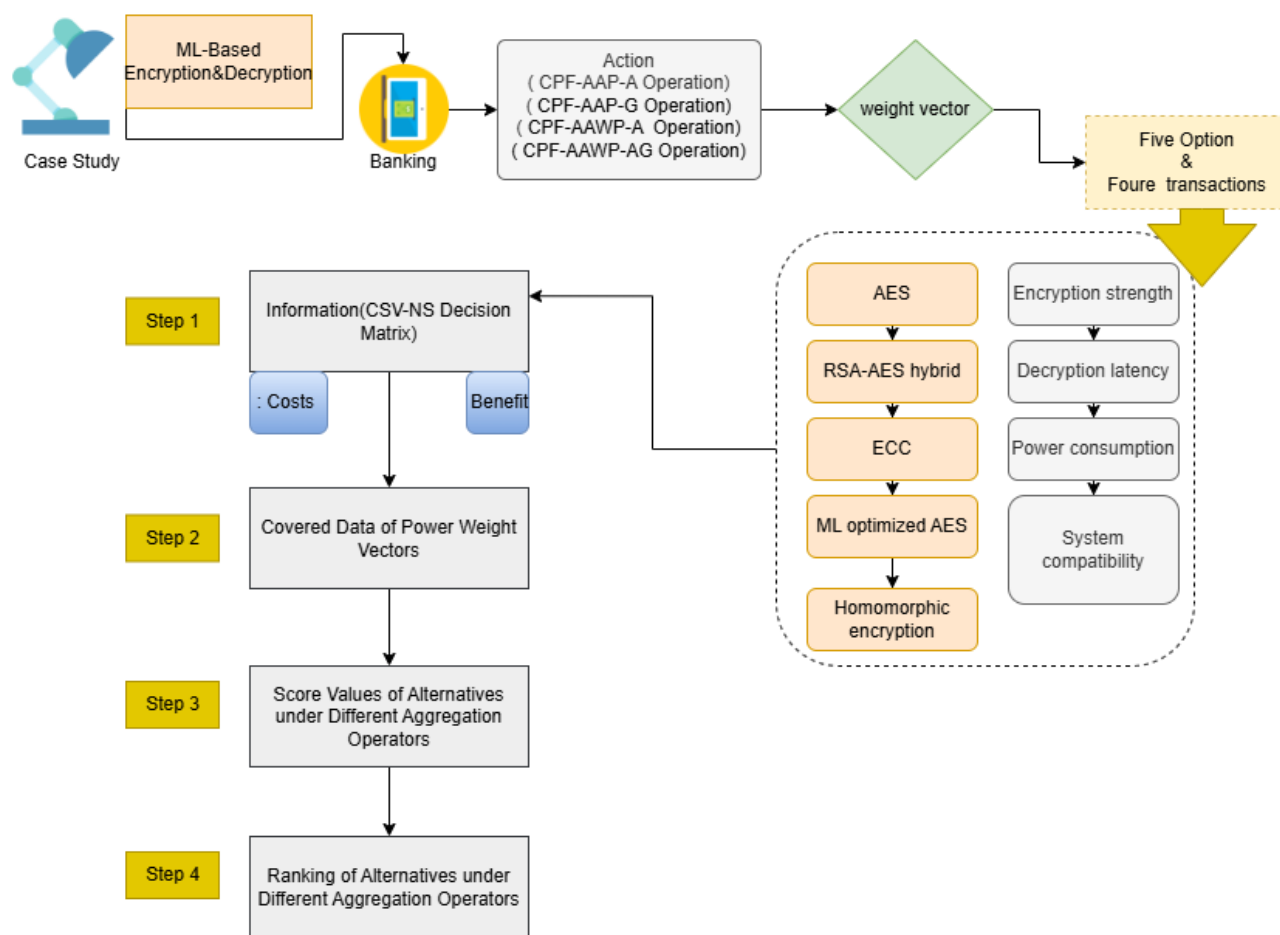 ML-Based
Encryption&Decryption
Case Study
Banking
Action
( CPF-AAP-A Operation)
( CPF-AAP-G Operation)
( CPF-AAWP-A Operation)
( CPF-AAWP-AG Operation)
weight vector
Five Option
&
Foure transactions
AES
RSA-AES hybrid
ECC
ML optimized AES
Homomorphic
encryption
Encryption strength
Decryption latency
Power consumption
System
compatibility
Step 1
Information(CSV-NS Decision
Matrix)
: Costs
Benefit
Step 2
Covered Data of Power Weight
Vectors
Step 3
Score Values of Alternatives
under Different Aggregation
Operators
Step 4
Ranking of Alternatives under
Different Aggregation Operators